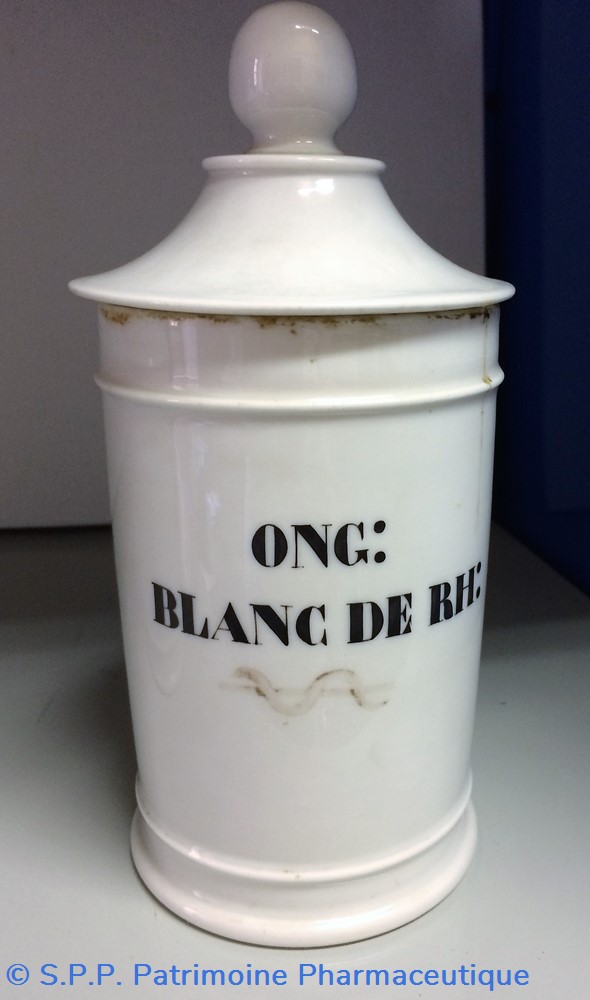 ONG:
BLANC DE RH:
© S.P.P. Patrimoine Pharmaceutique